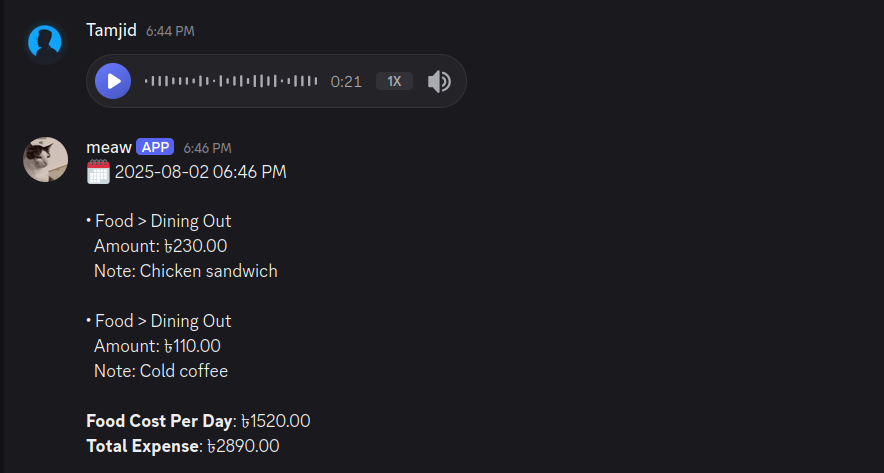 Tamjid 6:44 PM
0:21 1X
meaw APP 6:46 PM
2025-08-02 06:46 PM
• Food > Dining Out
Amount: ৳230.00
Note: Chicken sandwich
• Food > Dining Out
Amount: ৳110.00
Note: Cold coffee
Food Cost Per Day: ৳1520.00
Total Expense: ৳2890.00